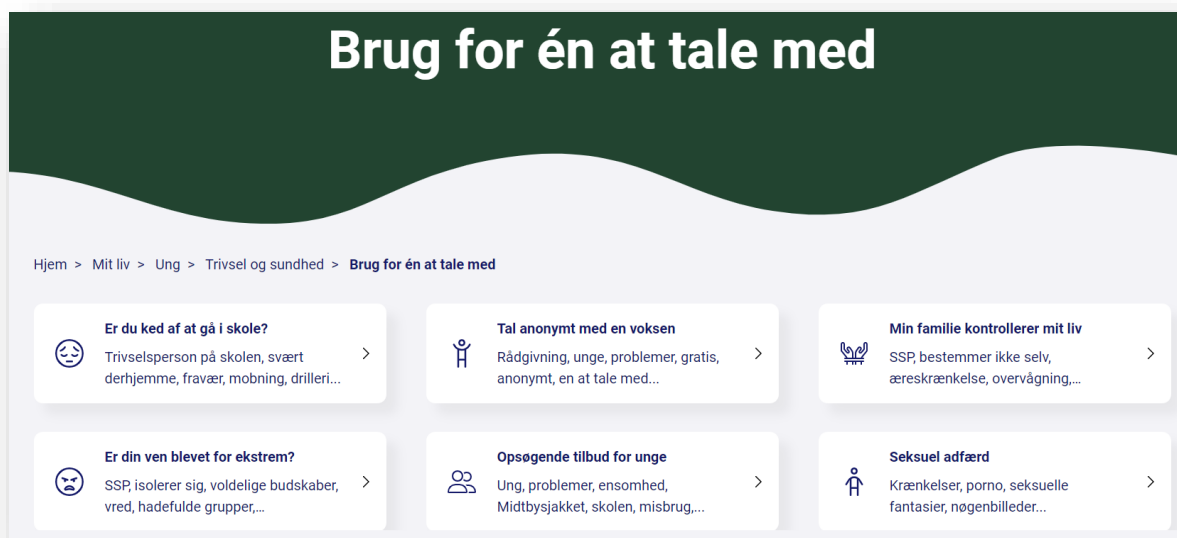 Brug for én at tale med
Hjem > Mit liv > Ung > Trivsel og sundhed > Brug for én at tale med
Er du ked af at gå i skole?
Trivselsperson på skolen, svært
derhjemme, fravær, mobning, drilleri...
Tal anonymt med en voksen
Rådgivning, unge, problemer, gratis,
anonymt, en at tale med...
Min familie kontrollerer mit liv
SSP, bestemmer ikke selv,
æreskrænkelse, overvågning,...
Er din ven blevet for ekstrem?
SSP, isolerer sig, voldelige budskaber,
vred, hadefulde grupper,...
Opsøgende tilbud for unge
Ung, problemer, ensomhed,
Midtbysjakket, skolen, misbrug,...
Seksuel adfærd
Krænkelser, porno, seksuelle
fantasier, nøgenbilleder...